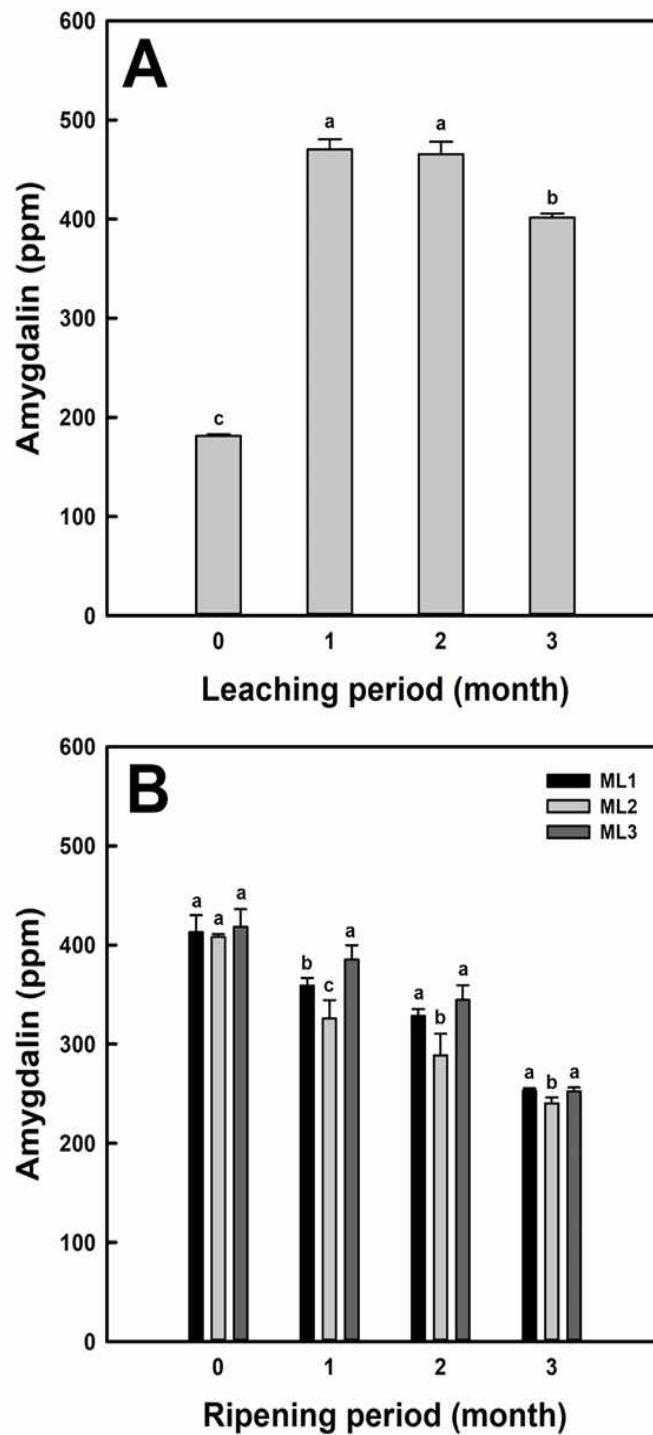 A
600
500
400
300
200
100
0
Amygdalin (ppm)
c
a
a
b
0 1 2 3
Leaching period (month)
B
600
500
400
300
200
100
0
Amygdalin (ppm)
ML1
ML2
ML3
a a a
b c a
a b a
a b a
0 1 2 3
Ripening period (month)